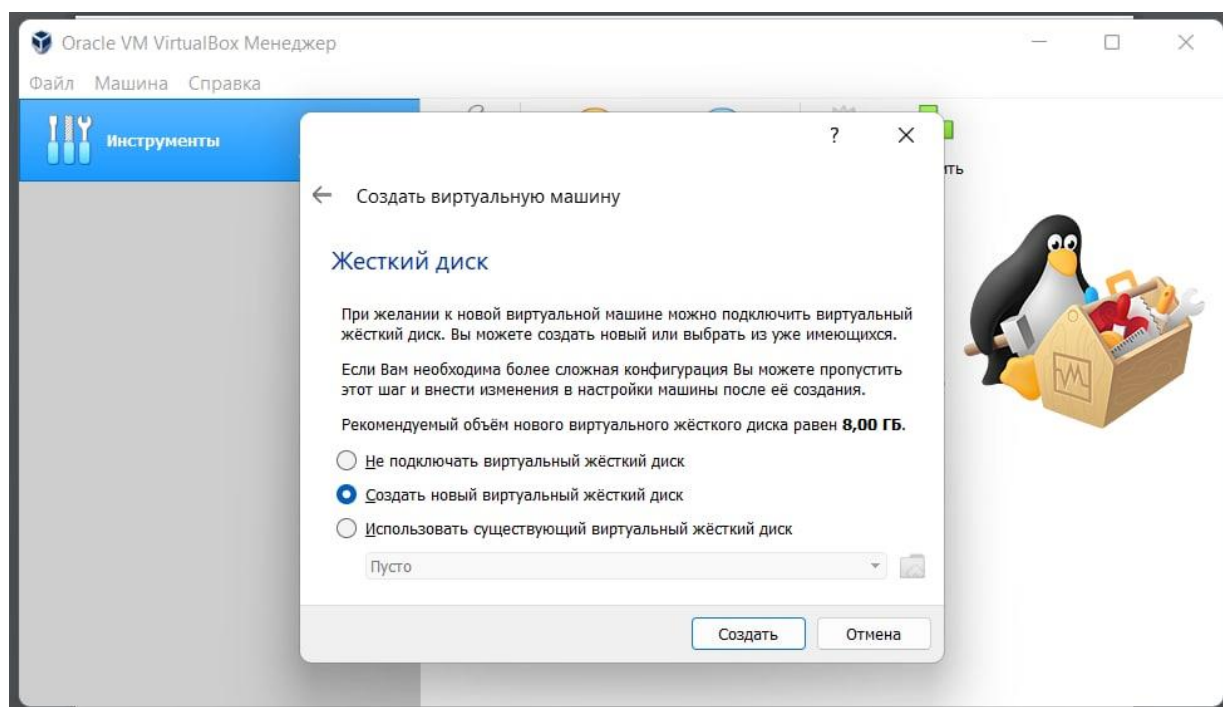 Oracle VM VirtualBox Менеджер
Файл Машина Справка
Инструменты
?
ить
Создать виртуальную машину
Жесткий диск
При желании к новой виртуальной машине можно подключить виртуальный
жёсткий диск. Вы можете создать новый или выбрать из уже имеющихся.
Если Вам необходима более сложная конфигурация Вы можете пропустить
этот шаг и внести изменения в настройки машины после её создания.
Рекомендуемый объём нового виртуального жёсткого диска равен 8,00 ГБ.
Не подключать виртуальный жёсткий диск
Создать новый виртуальный жёсткий диск
Использовать существующий виртуальный жёсткий диск
Пусто
Создать Отмена